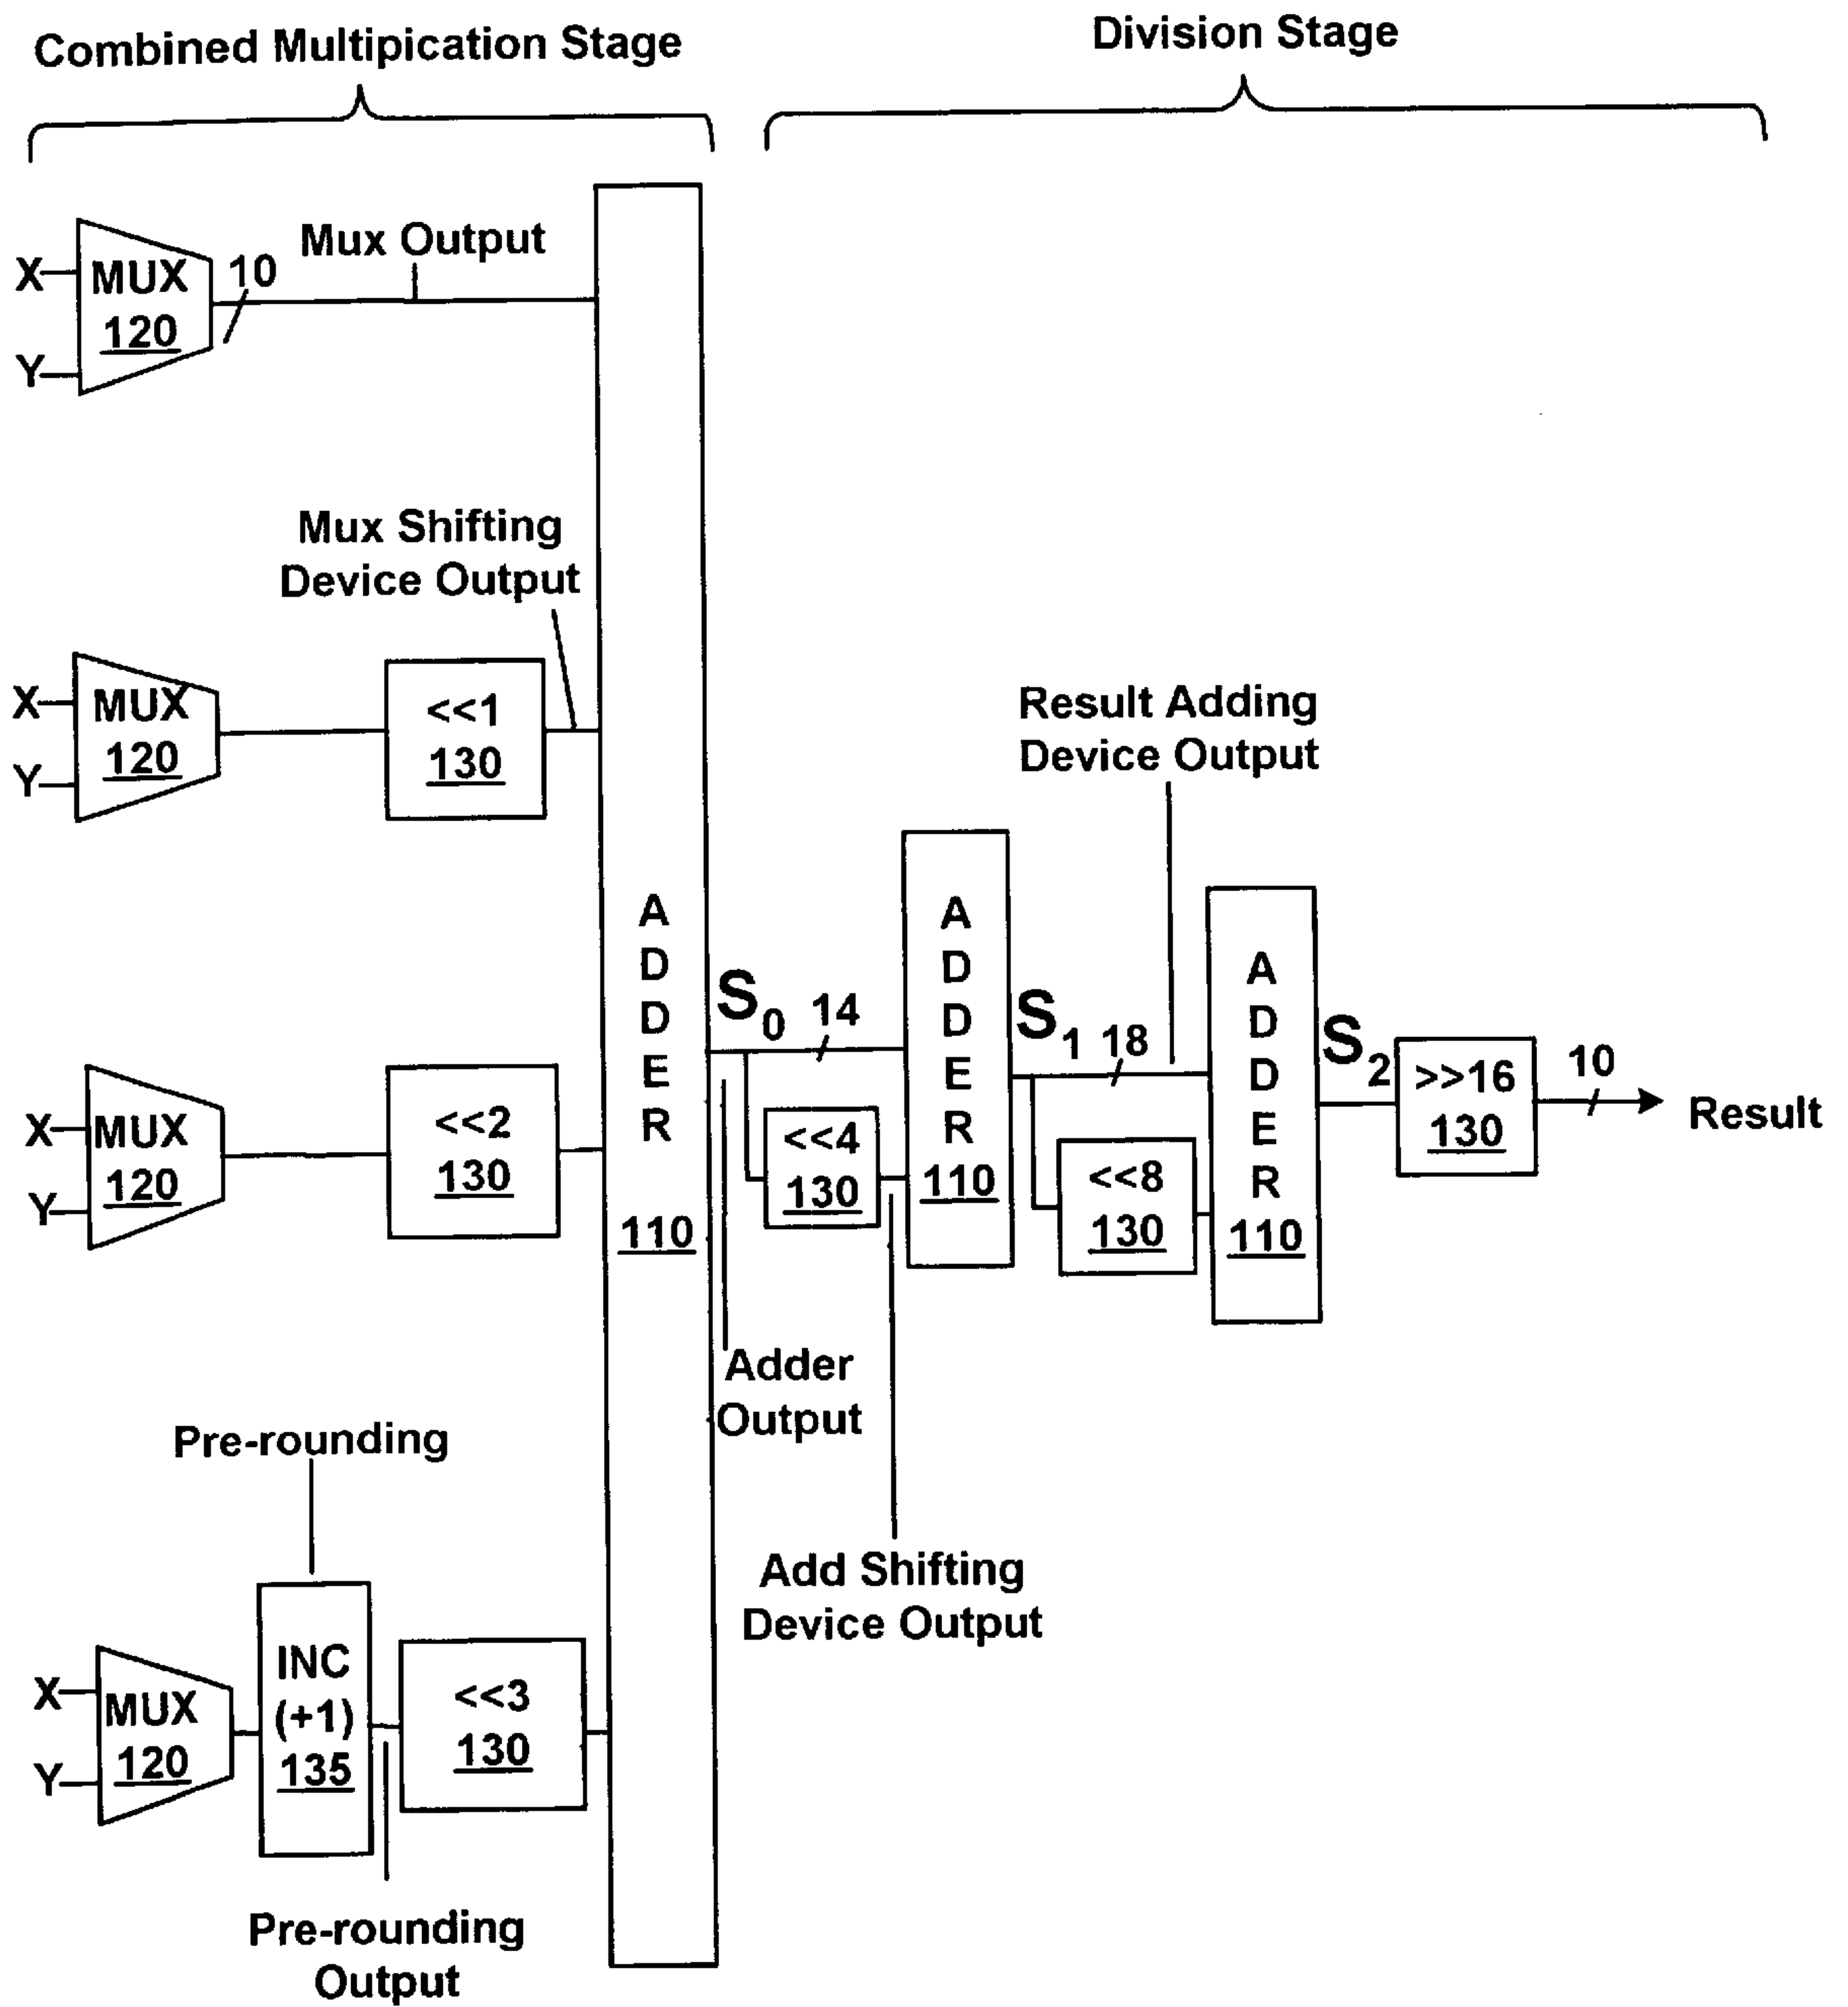 Combined Multipication Stage
Division Stage
X
Y
MUX
120
10
Mux Output
Mux Shifting
Device Output
X
Y
MUX
120
<<1
130
Result Adding
Device Output
X
Y
MUX
120
<<2
130
A
D
D
E
R
110
S0
14
<<4
130
A
D
D
E
R
110
S1
18
<<8
130
A
D
D
E
R
110
S2
>>16
130
10
Result
Adder
Output
Add Shifting
Device Output
Pre-rounding
X
Y
MUX
120
INC
(+1)
135
<<3
130
Pre-rounding
Output